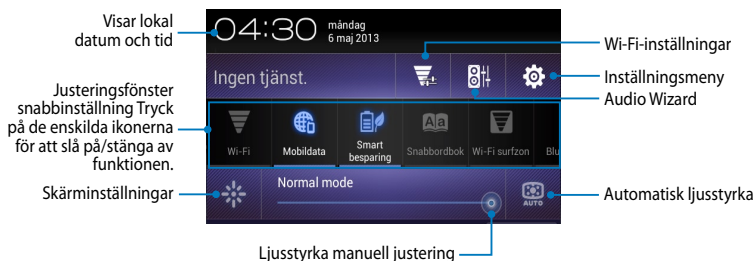 Visar lokal
datum och tid
04:30
måndag
6 maj 2013
Wi-Fi-inställningar
Ingen tjänst.
Inställningsmeny
Audio Wizard
Justeringsfönster
snabbinställning Tryck
på de enskilda ikonerna
för att slå på/stänga av
funktionen.
Wi-Fi
Mobildata
Smart
besparing
Aa
Snabbordbok
Wi-Fi surfzon
Blu
Skärminställningar
Normal mode
AUTO
Automatisk ljusstyrka
Ljusstyrka manuell justering